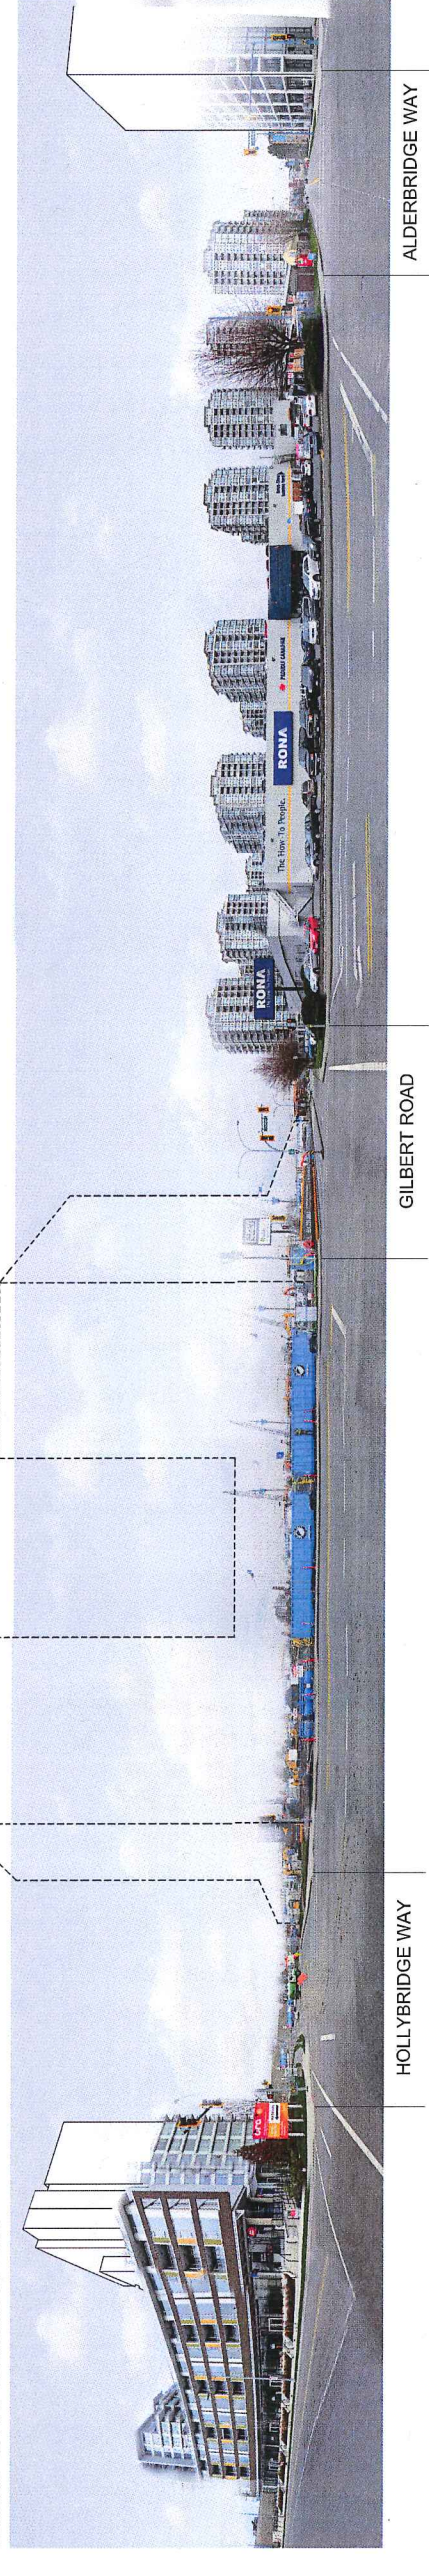 ALDERBRIDGE WAY
RONA
The How-To People.
RONA
GILBERT ROAD
HOLLYBRIDGE WAY